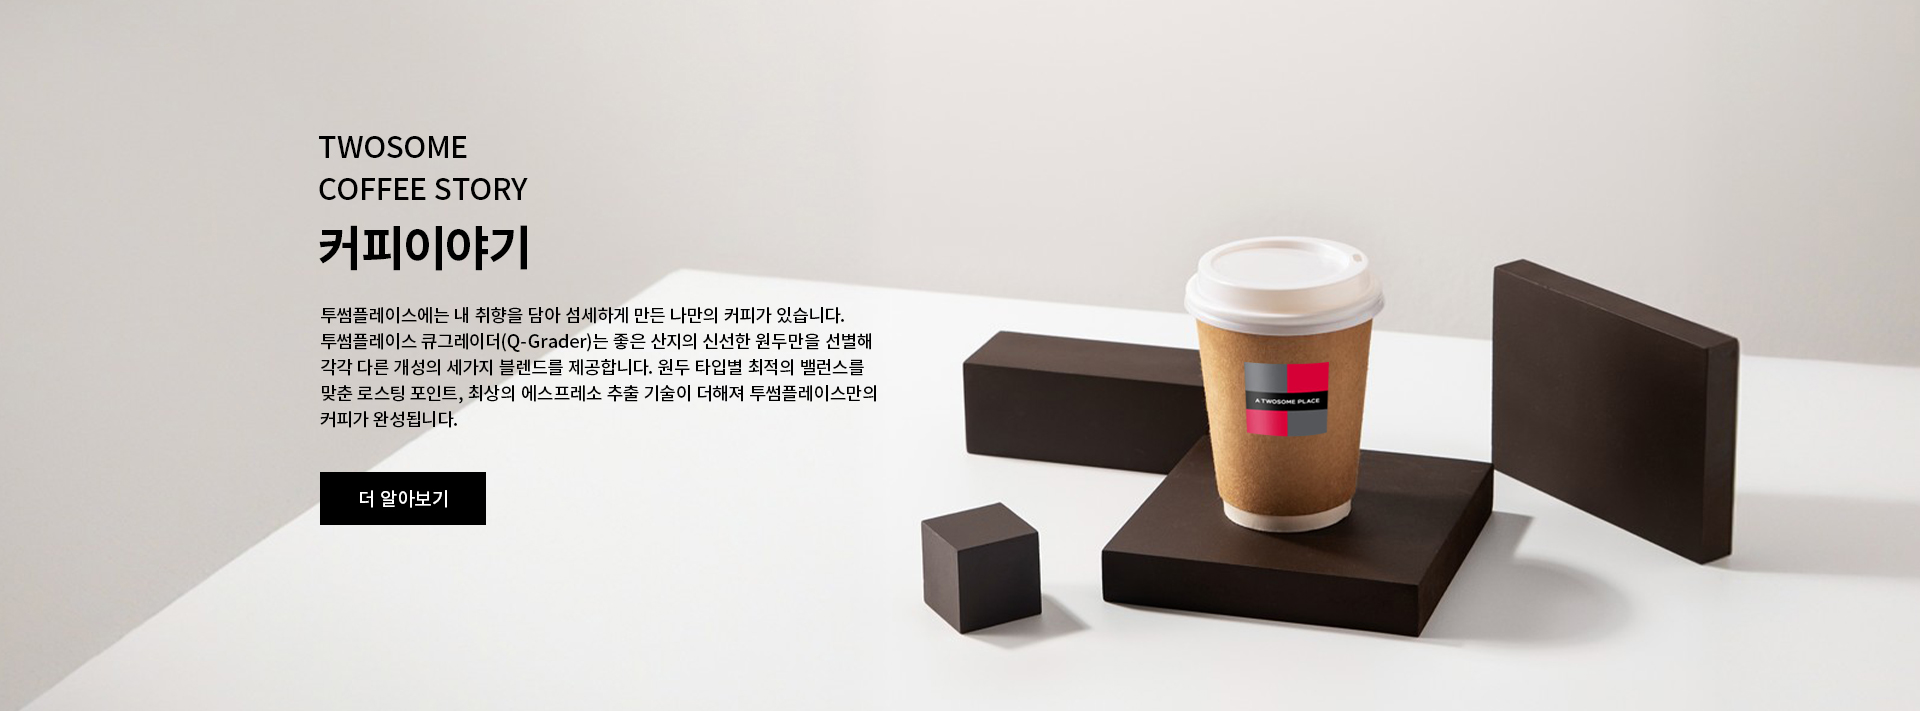 TWOSOME
COFFEE STORY
커피이야기
투썸플레이스에는 내 취향을 담아 섬세하게 만든 나만의 커피가 있습니다.
투썸플레이스 큐그레이더(Q-Grader)는 좋은 산지의 신선한 원두만을 선별해
각각 다른 개성의 세가지 블렌드를 제공합니다. 원두 타입별 최적의 밸런스를
맞춘 로스팅 포인트, 최상의 에스프레소 추출 기술이 더해져 투썸플레이스만의
커피가 완성됩니다.
더 알아보기
A TWOSOME PLACE